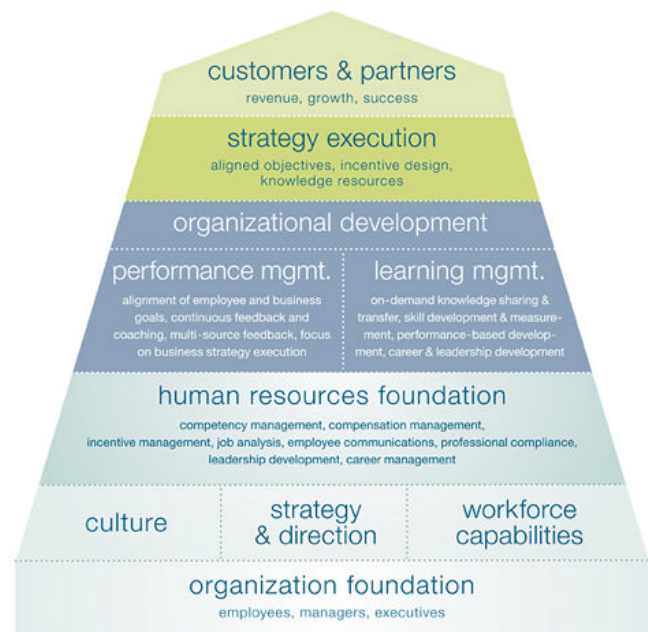 customers & partners
revenue, growth, success
strategy execution
aligned objectives, incentive design,
knowledge resources
organizational development
performance mgmt.
alignment of employee and business
goals, continuous feedback and
coaching, multi-source feedback, focus
on business strategy execution
learning mgmt.
on-demand knowledge sharing &
transfer, skill development & measure-
ment, performance-based develop-
ment, career & leadership development
human resources foundation
competency management, compensation management,
incentive management, job analysis, employee communications, professional compliance,
leadership development, career management
culture
strategy
& direction
workforce
capabilities
organization foundation
employees, managers, executives